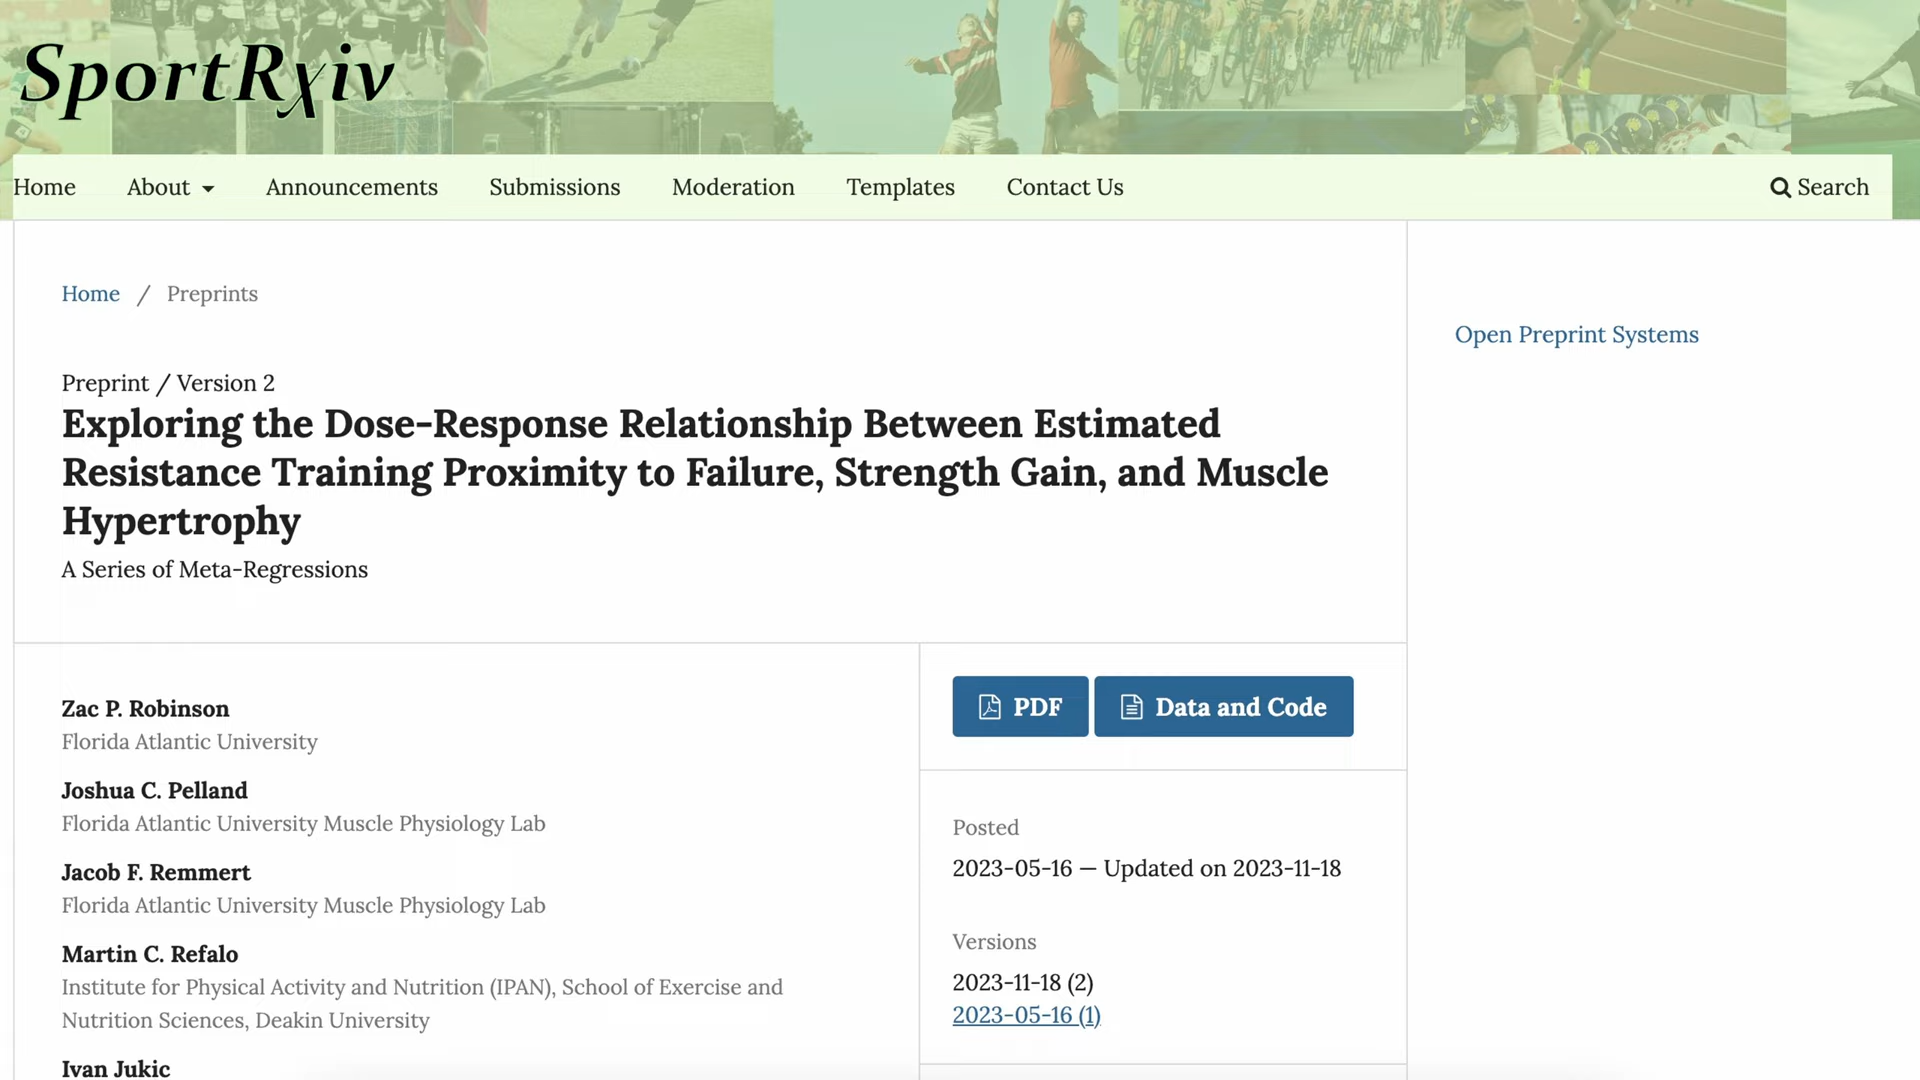 SportRχiv
Home
About
Announcements
Submissions
Moderation
Templates
Contact Us
Search
Home / Preprints
Open Preprint Systems
Preprint / Version 2
Exploring the Dose-Response Relationship Between Estimated
Resistance Training Proximity to Failure, Strength Gain, and Muscle
Hypertrophy
A Series of Meta-Regressions
Zac P. Robinson
Florida Atlantic University
Joshua C. Pelland
Florida Atlantic University Muscle Physiology Lab
Jacob F. Remmert
Florida Atlantic University Muscle Physiology Lab
Martin C. Refalo
Institute for Physical Activity and Nutrition (IPAN), School of Exercise and
Nutrition Sciences, Deakin University
Ivan Jukic
PDF
Data and Code
Posted
2023-05-16 — Updated on 2023-11-18
Versions
2023-11-18 (2)
2023-05-16 (1)